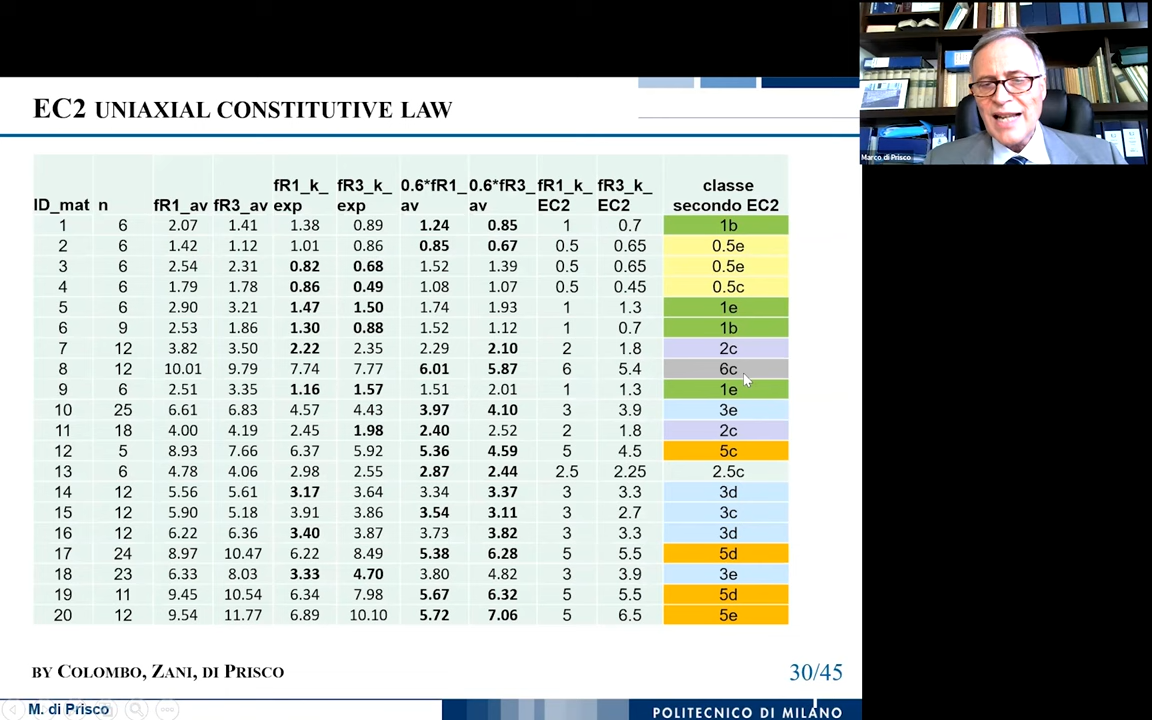 EC2 UNIAXIAL CONSTITUTIVE LAW
Marco di Prisco
ID_mat n fR1_av fR3_av fR1_k_exp fR3_k_exp 0.6*fR1_av 0.6*fR3_av fR1_k_EC2 fR3_k_EC2 classe secondo EC2
1 6 2.07 1.41 1.38 0.89 1.24 0.85 1 0.7 1b
2 6 1.42 1.12 1.01 0.86 0.85 0.67 0.5 0.65 0.5e
3 6 2.54 2.31 0.82 0.68 1.52 1.39 0.5 0.65 0.5e
4 6 1.79 1.78 0.86 0.49 1.08 1.07 0.5 0.45 0.5c
5 6 2.90 3.21 1.47 1.50 1.74 1.93 1 1.3 1e
6 9 2.53 1.86 1.30 0.88 1.52 1.12 1 0.7 1b
7 12 3.82 3.50 2.22 2.35 2.29 2.10 2 1.8 2c
8 12 10.01 9.79 7.74 7.77 6.01 5.87 6 5.4 6c
9 6 2.51 3.35 1.16 1.57 1.51 2.01 1 1.3 1e
10 25 6.61 6.83 4.57 4.43 3.97 4.10 3 3.9 3e
11 18 4.00 4.19 2.45 1.98 2.40 2.52 2 1.8 2c
12 5 8.93 7.66 6.37 5.92 5.36 4.59 5 4.5 5c
13 6 4.78 4.06 2.98 2.55 2.87 2.44 2.5 2.25 2.5c
14 12 5.56 5.61 3.17 3.64 3.34 3.37 3 3.3 3d
15 12 5.90 5.18 3.91 3.86 3.54 3.11 3 2.7 3c
16 12 6.22 6.36 3.40 3.87 3.73 3.82 3 3.3 3d
17 24 8.97 10.47 6.22 8.49 5.38 6.28 5 5.5 5d
18 23 6.33 8.03 3.33 4.70 3.80 4.82 3 3.9 3e
19 11 9.45 10.54 6.34 7.98 5.67 6.32 5 5.5 5d
20 12 9.54 11.77 6.89 10.10 5.72 7.06 5 6.5 5e
BY COLOMBO, ZANI, DI PRISCO
30/45
M. di Prisco
POLITECNICO DI MILANO